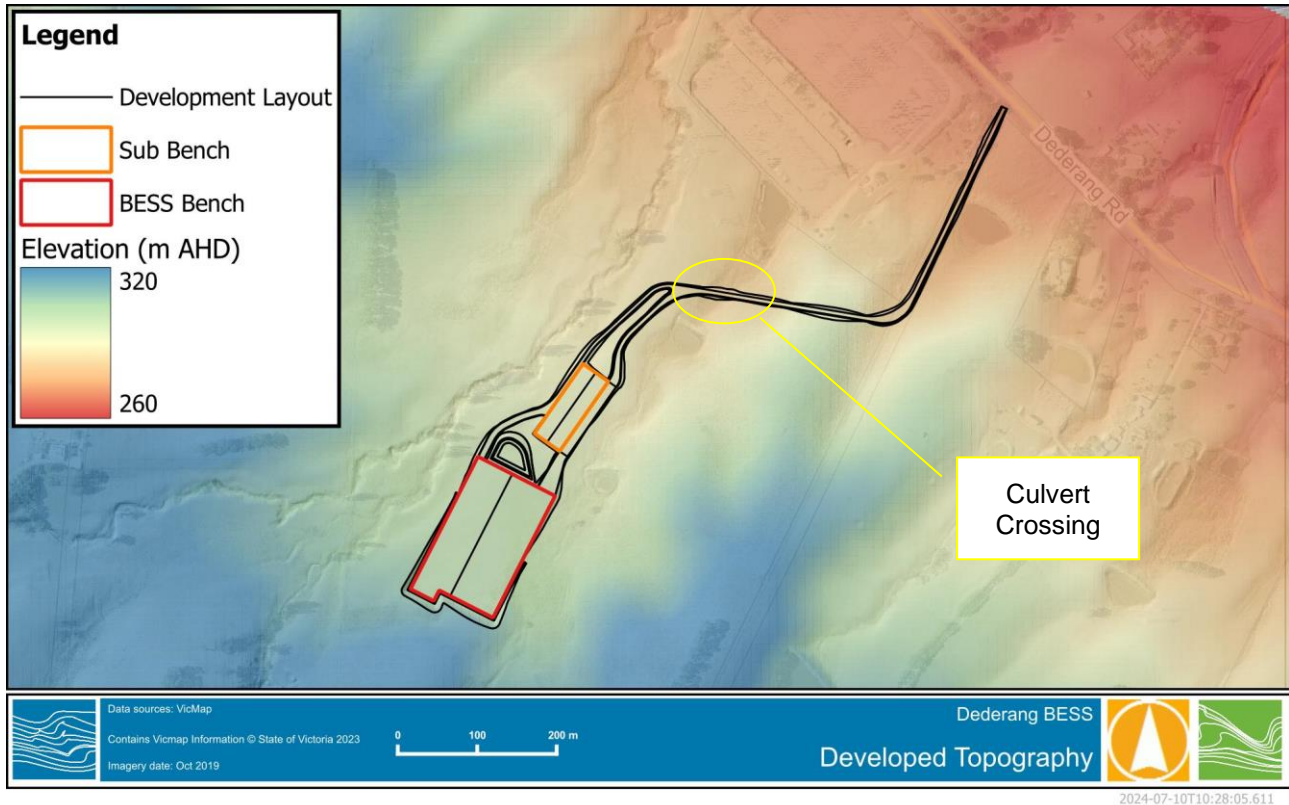 Legend
Development Layout
Sub Bench
BESS Bench
Elevation (m AHD)
320
260
Dederang Rd
Culvert
Crossing
Data sources: VicMap
Contains Vicmap Information © State of Victoria 2023
Imagery date: Oct 2019
0 100 200 m
Dederang BESS
Developed Topography
2024-07-10T10:28:05.611